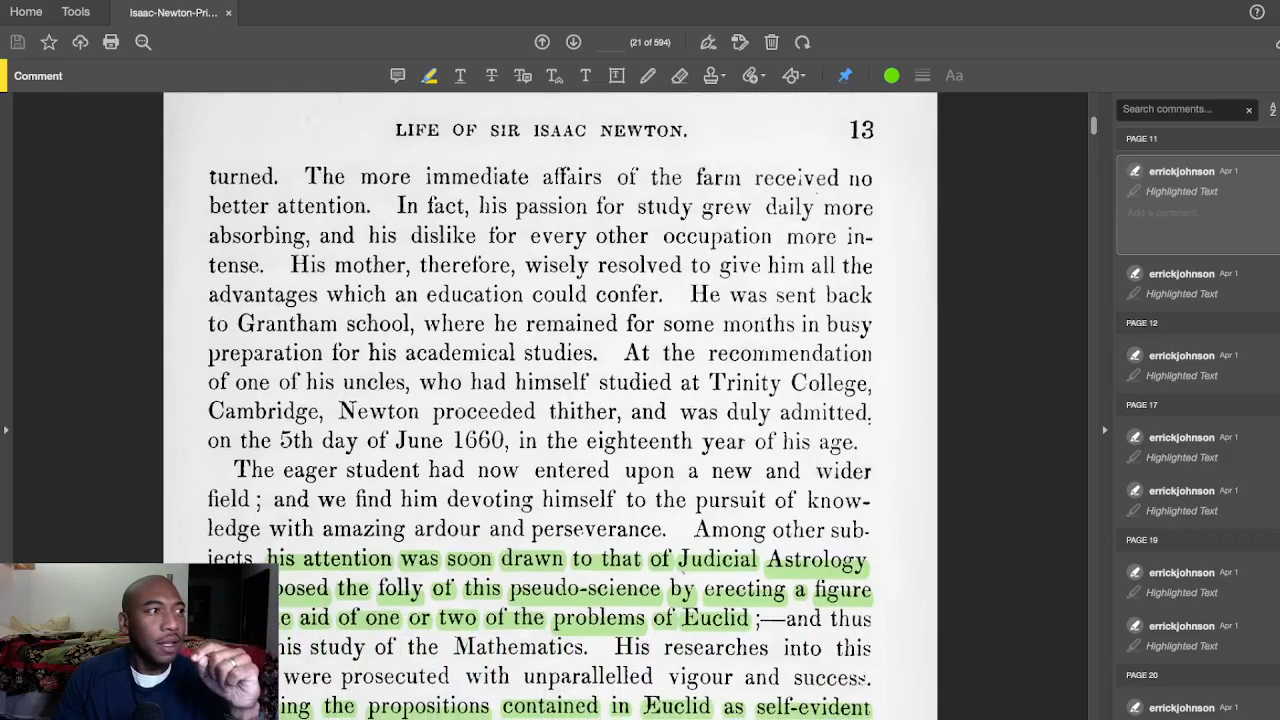 Home
Tools
Isaac-Newton-Pri...
×
?
(21 of 594)
Comment
Aa
Search comments...
×
LIFE OF SIR ISAAC NEWTON.
13
turned. The more immediate affairs of the farm received no
better attention. In fact, his passion for study grew daily more
absorbing, and his dislike for every other occupation more in-
tense. His mother, therefore, wisely resolved to give him all the
advantages which an education could confer. He was sent back
to Grantham school, where he remained for some months in busy
preparation for his academical studies. At the recommendation
of one of his uncles, who had himself studied at Trinity College,
Cambridge, Newton proceeded thither, and was duly admitted,
on the 5th day of June 1660, in the eighteenth year of his age.
The eager student had now entered upon a new and wider
field; and we find him devoting himself to the pursuit of know-
ledge with amazing ardour and perseverance. Among other sub-
jects, his attention was soon drawn to that of Judicial Astrology
posed the folly of this pseudo-science by erecting a figure
aid of one or two of the problems of Euclid;—and thus
his study of the Mathematics. His researches into this
were prosecuted with unparallelled vigour and success.
the propositions contained in Euclid as self-evident
PAGE 11
errickjohnson Apr 1
Highlighted Text
Add a comment...
errickjohnson Apr 1
Highlighted Text
PAGE 12
errickjohnson Apr 1
Highlighted Text
PAGE 17
errickjohnson Apr 1
Highlighted Text
errickjohnson Apr 1
Highlighted Text
PAGE 19
errickjohnson Apr 1
Highlighted Text
errickjohnson Apr 1
Highlighted Text
PAGE 20
errickjohnson Apr 1